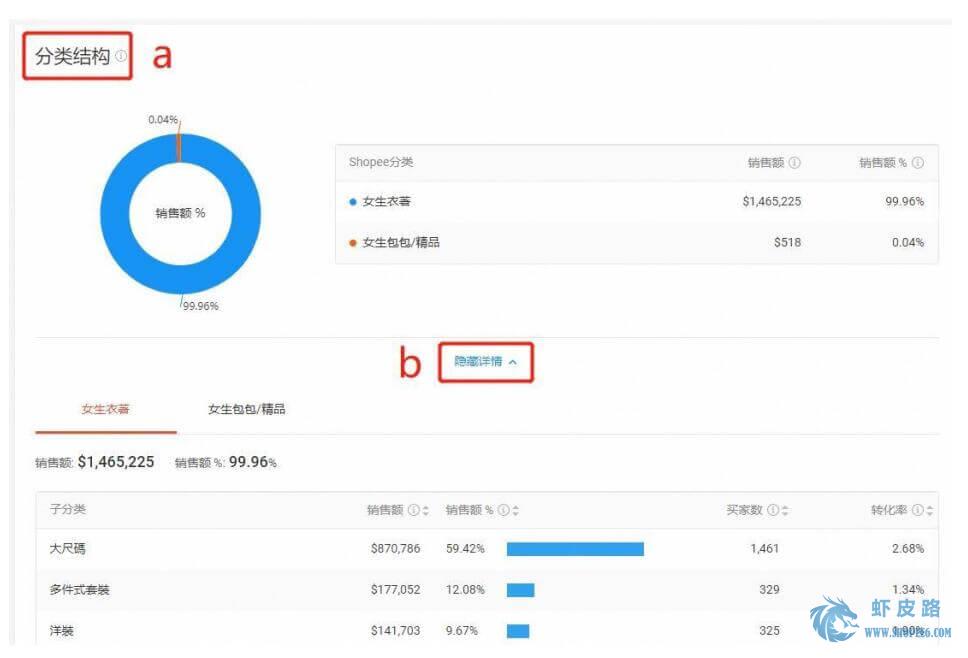 分类结构 a
0.04%
销售额 %
99.96%
Shopee分类 销售额 销售额 %
女生衣著 $1,465,225 99.96%
女生包包/精品 $518 0.04%
b 隐藏详情
女生衣著 女生包包/精品
销售额: $1,465,225 销售额 %: 99.96%
子分类 销售额 销售额 % 买家数 转化率
大尺碼 $870,786 59.42% 1,461 2.68%
多件式套裝 $177,052 12.08% 329 1.34%
洋裝 $141,703 9.67% 325 1.90%
虾皮路
WWW.SHOP266.COM